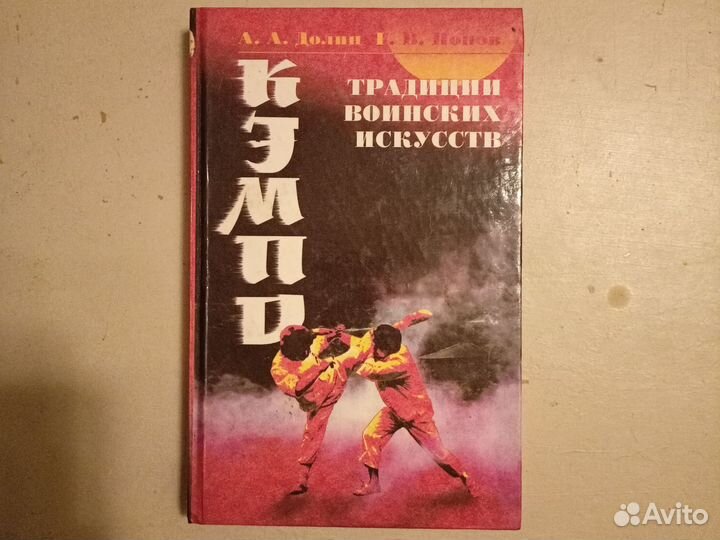 А. А. Долин Г. В. Попов
КЭМПО
ТРАДИЦИИ
ВОИНСКИХ
ИСКУССТВ
Avito